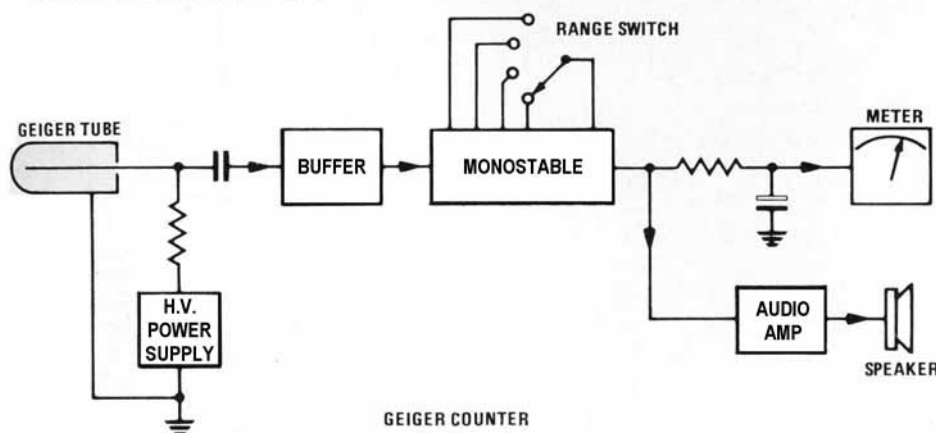 RANGE SWITCH
GEIGER TUBE
METER
BUFFER
MONOSTABLE
H.V.
POWER
SUPPLY
AUDIO
AMP
SPEAKER
GEIGER COUNTER